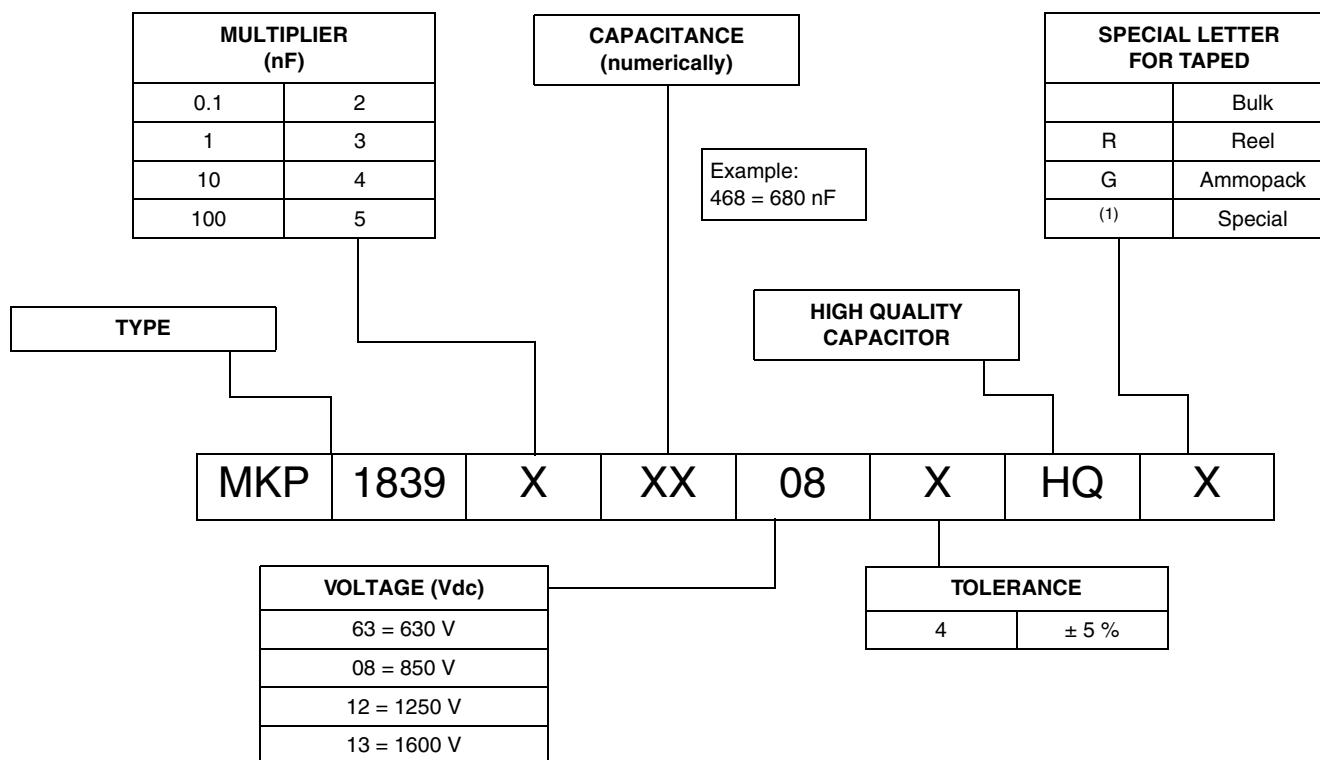 MULTIPLIER
(nF)
0.1 2
1 3
10 4
100 5
CAPACITANCE
(numerically)
Example:
468 = 680 nF
SPECIAL LETTER
FOR TAPED
Bulk
R Reel
G Ammopack
(1) Special
TYPE
HIGH QUALITY
CAPACITOR
MKP 1839 X XX 08 X HQ X
VOLTAGE (Vdc)
63 = 630 V
08 = 850 V
12 = 1250 V
13 = 1600 V
TOLERANCE
4 ± 5 %